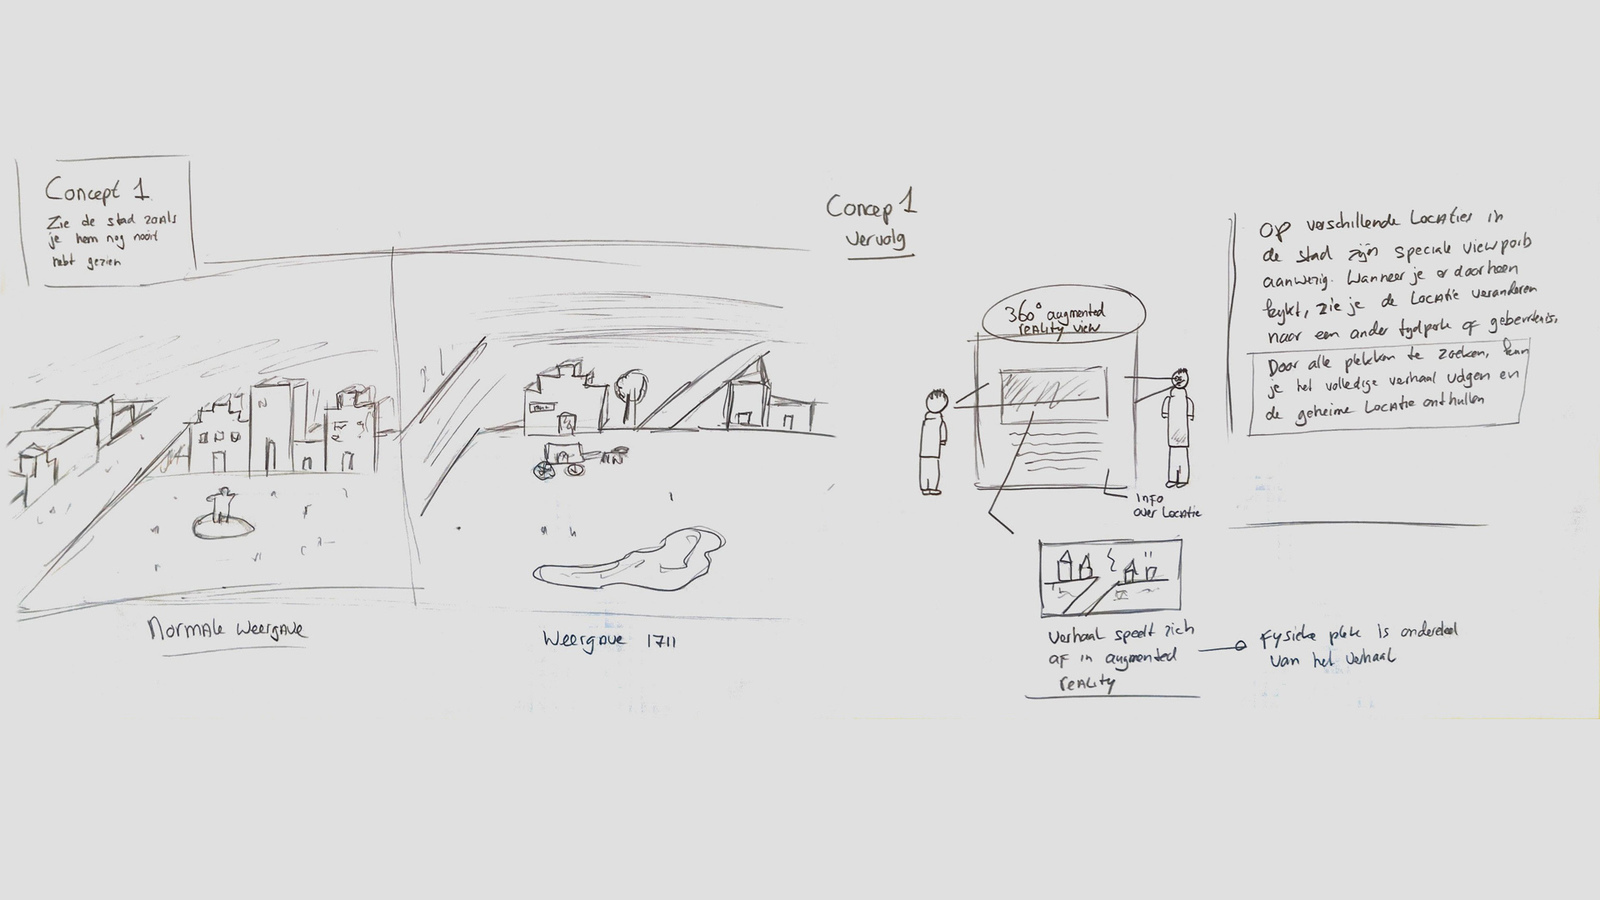 Concept 1
Zie de stad zoals
je hem nog nooit
hebt gezien
Normale weergave
Weergave 1711
Concep 1
vervolg
360° augmented
reality view
Info
over Locatie
Verhaal speelt zich
af in augmented
reality
Fysieke plek is onderdeel
van het verhaal
Op verschillende Locaties in
de stad zijn speciale viewports
aanwezig. Wanneer je er doorheen
kijkt, zie je de Locatie veranderen
naar een ander tijdperk of gebeurtenis.
Door alle plekken te zoeken, kan
je het volledige verhaal volgen en
de geheime Locatie onthullen